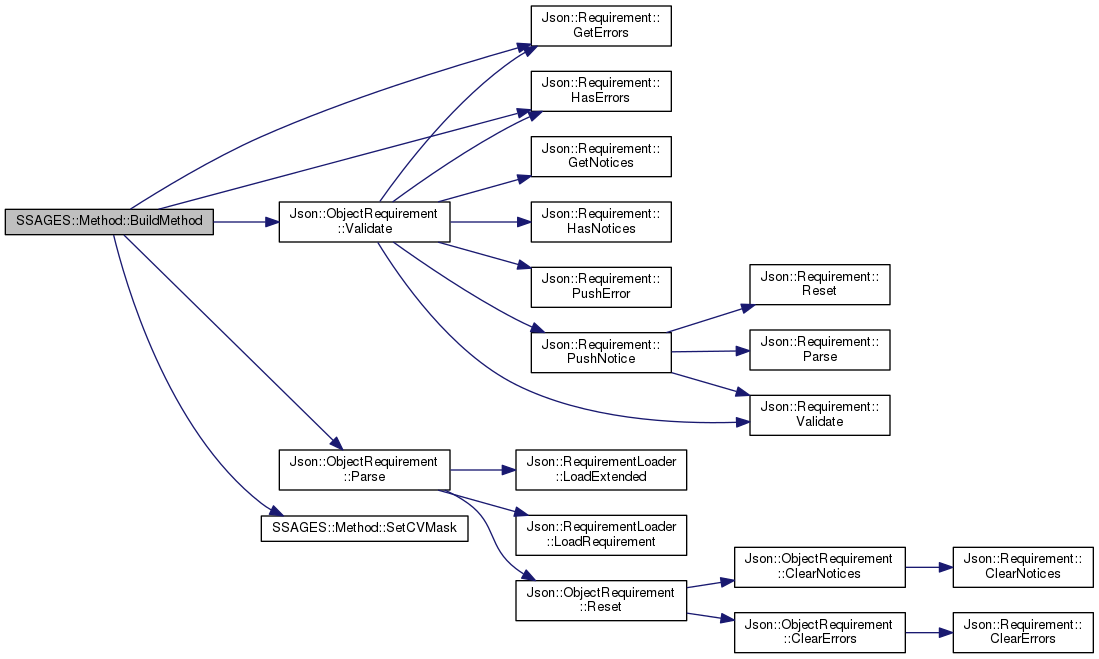 Json::Requirement::
GetErrors
Json::Requirement::
HasErrors
Json::Requirement::
GetNotices
SSAGES::Method::BuildMethod
Json::ObjectRequirement
::Validate
Json::Requirement::
HasNotices
Json::Requirement::
PushError
Json::Requirement::
Reset
Json::Requirement::
PushNotice
Json::Requirement::
Parse
Json::Requirement::
Validate
Json::ObjectRequirement
::Parse
Json::RequirementLoader
::LoadExtended
SSAGES::Method::SetCVMask
Json::RequirementLoader
::LoadRequirement
Json::ObjectRequirement
::Reset
Json::ObjectRequirement
::ClearNotices
Json::Requirement::
ClearNotices
Json::ObjectRequirement
::ClearErrors
Json::Requirement::
ClearErrors